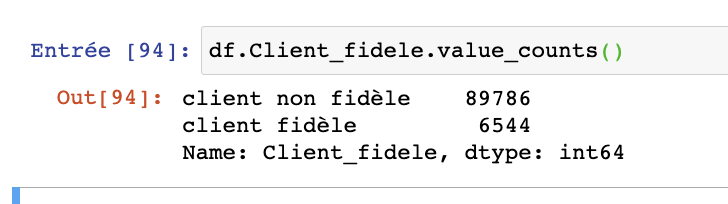 Entrée [94]: df.Client_fidele.value_counts()
Out[94]: client non fidèle 89786
client fidèle 6544
Name: Client_fidele, dtype: int64